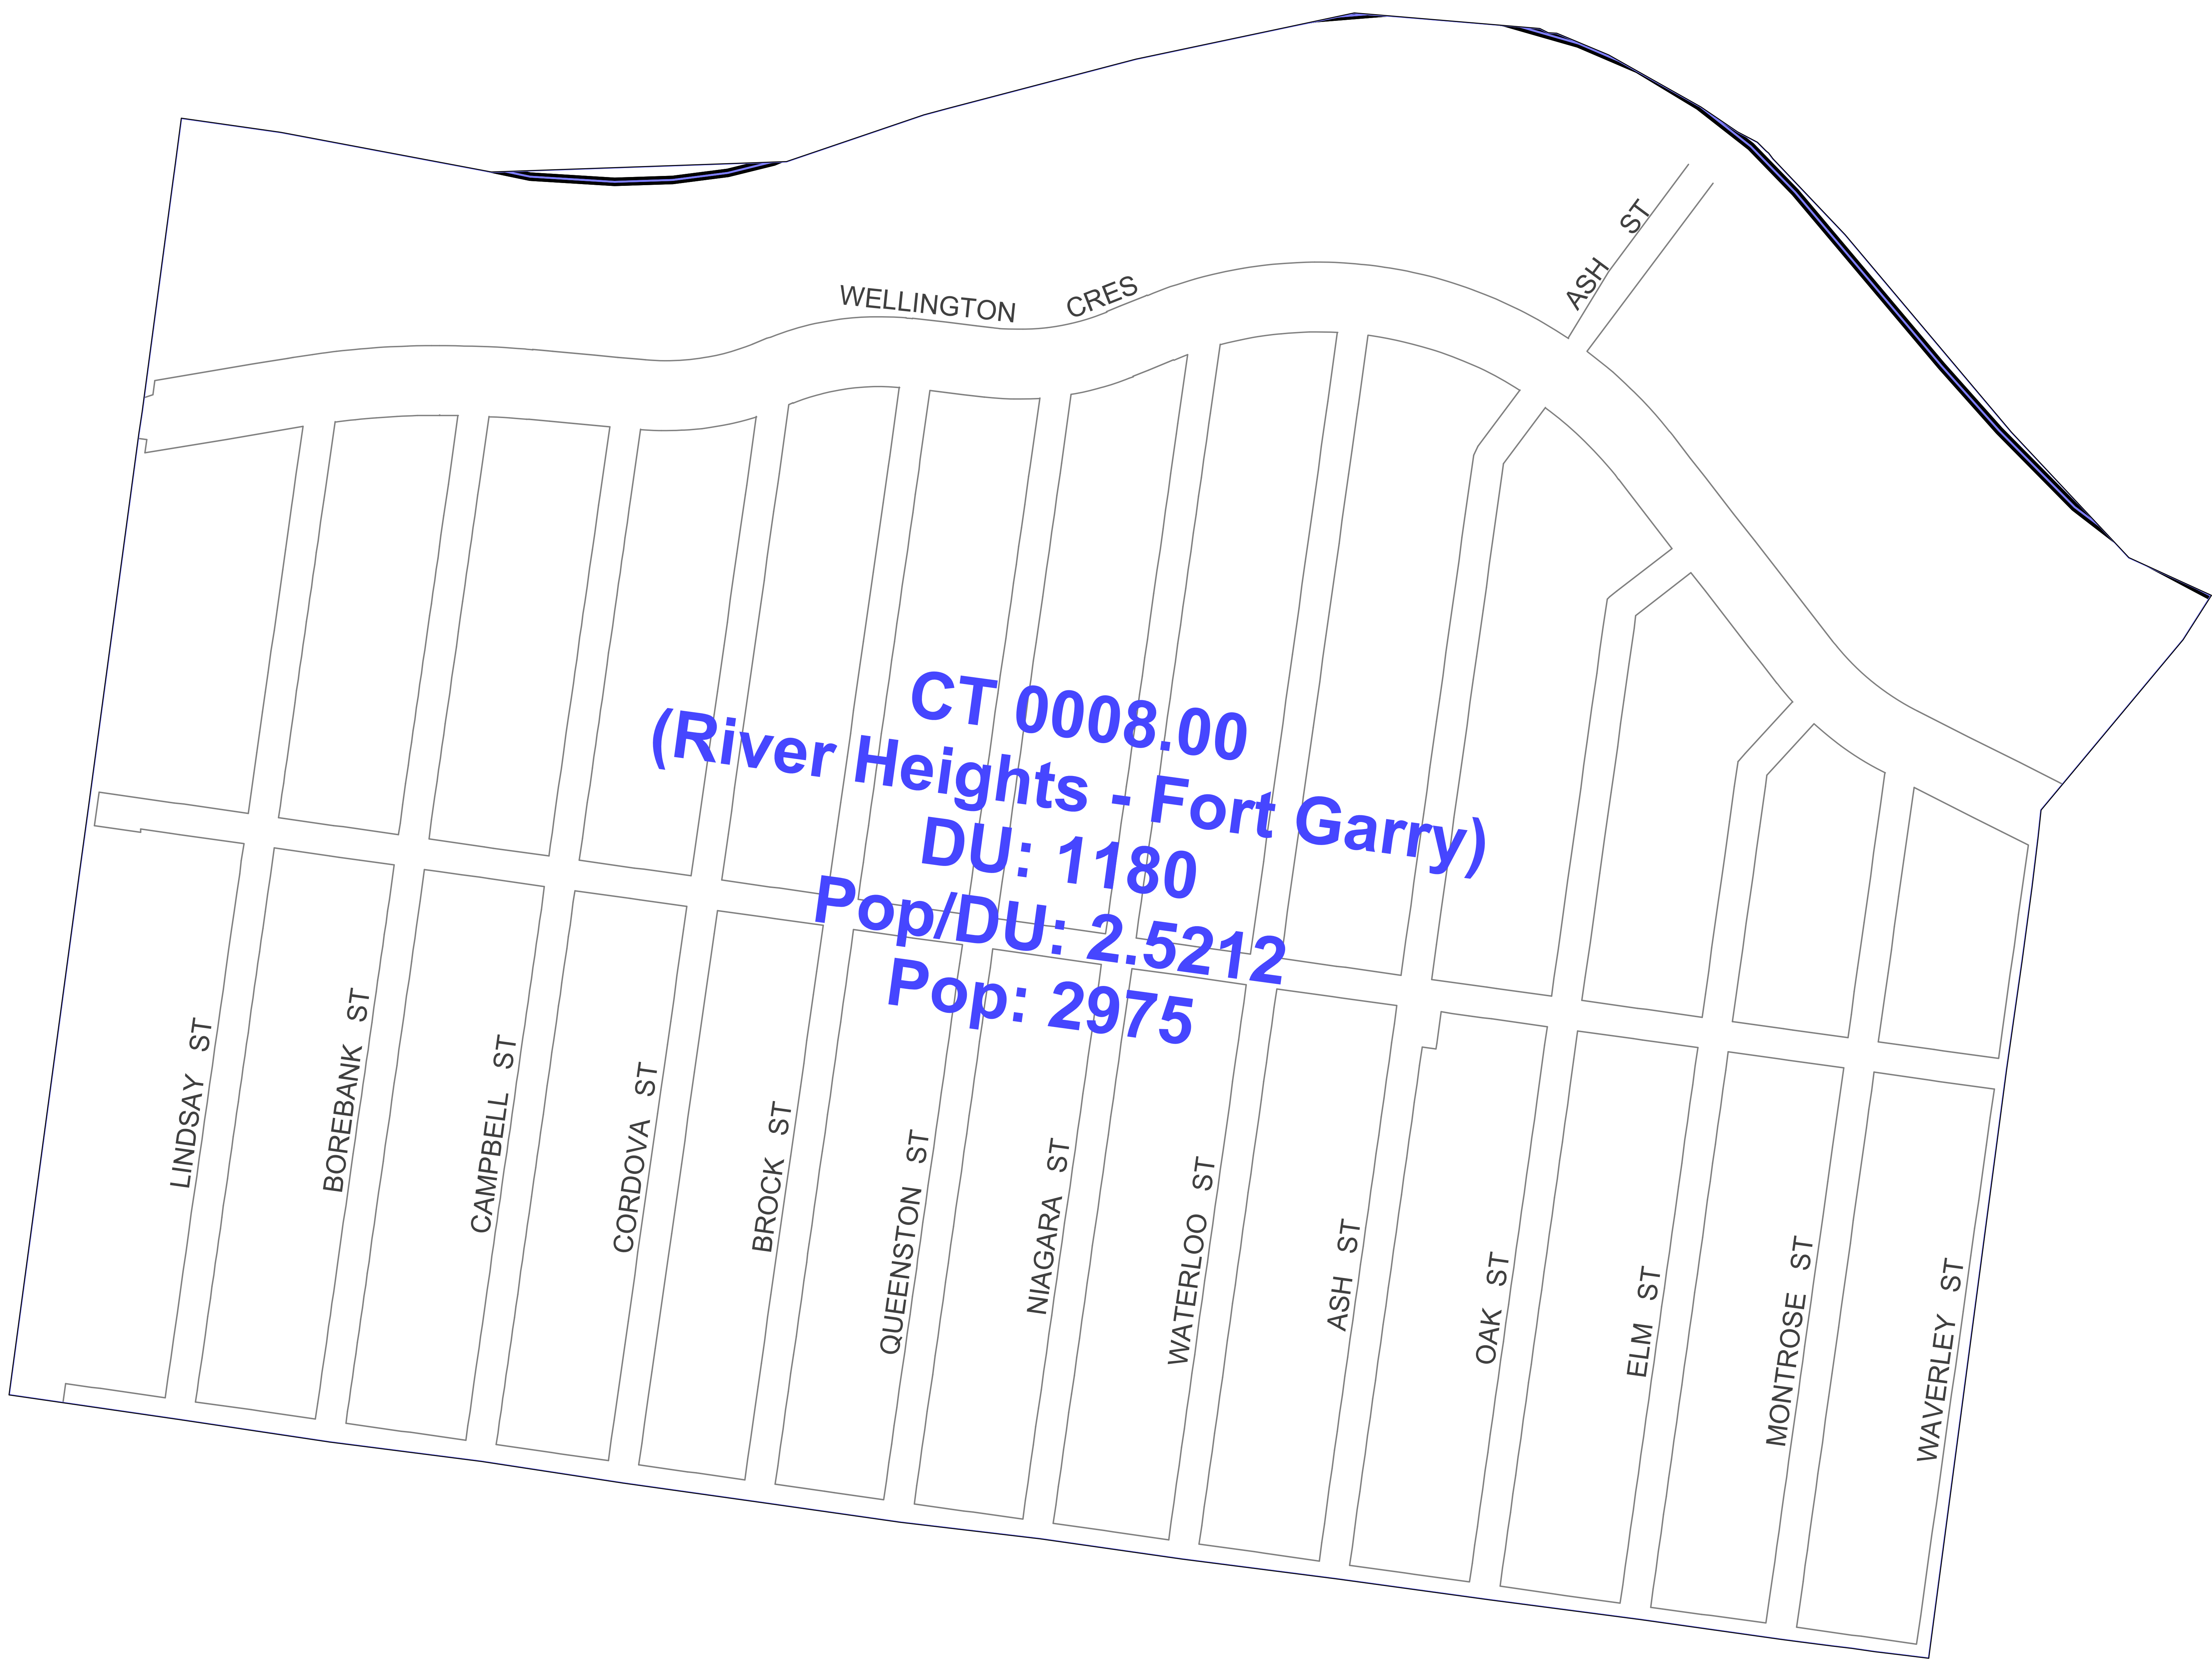 WELLINGTON CRES
ASH ST
CT 0008.00
(River Heights - Fort Garry)
DU: 1180
Pop/DU: 2.5212
Pop: 2975
LINDSAY ST
BOREBANK ST
CAMPBELL ST
CORDOVA ST
BROCK ST
QUEENSTON ST
NIAGARA ST
WATERLOO ST
ASH ST
OAK ST
ELM ST
MONTROSE ST
WAVERLEY ST